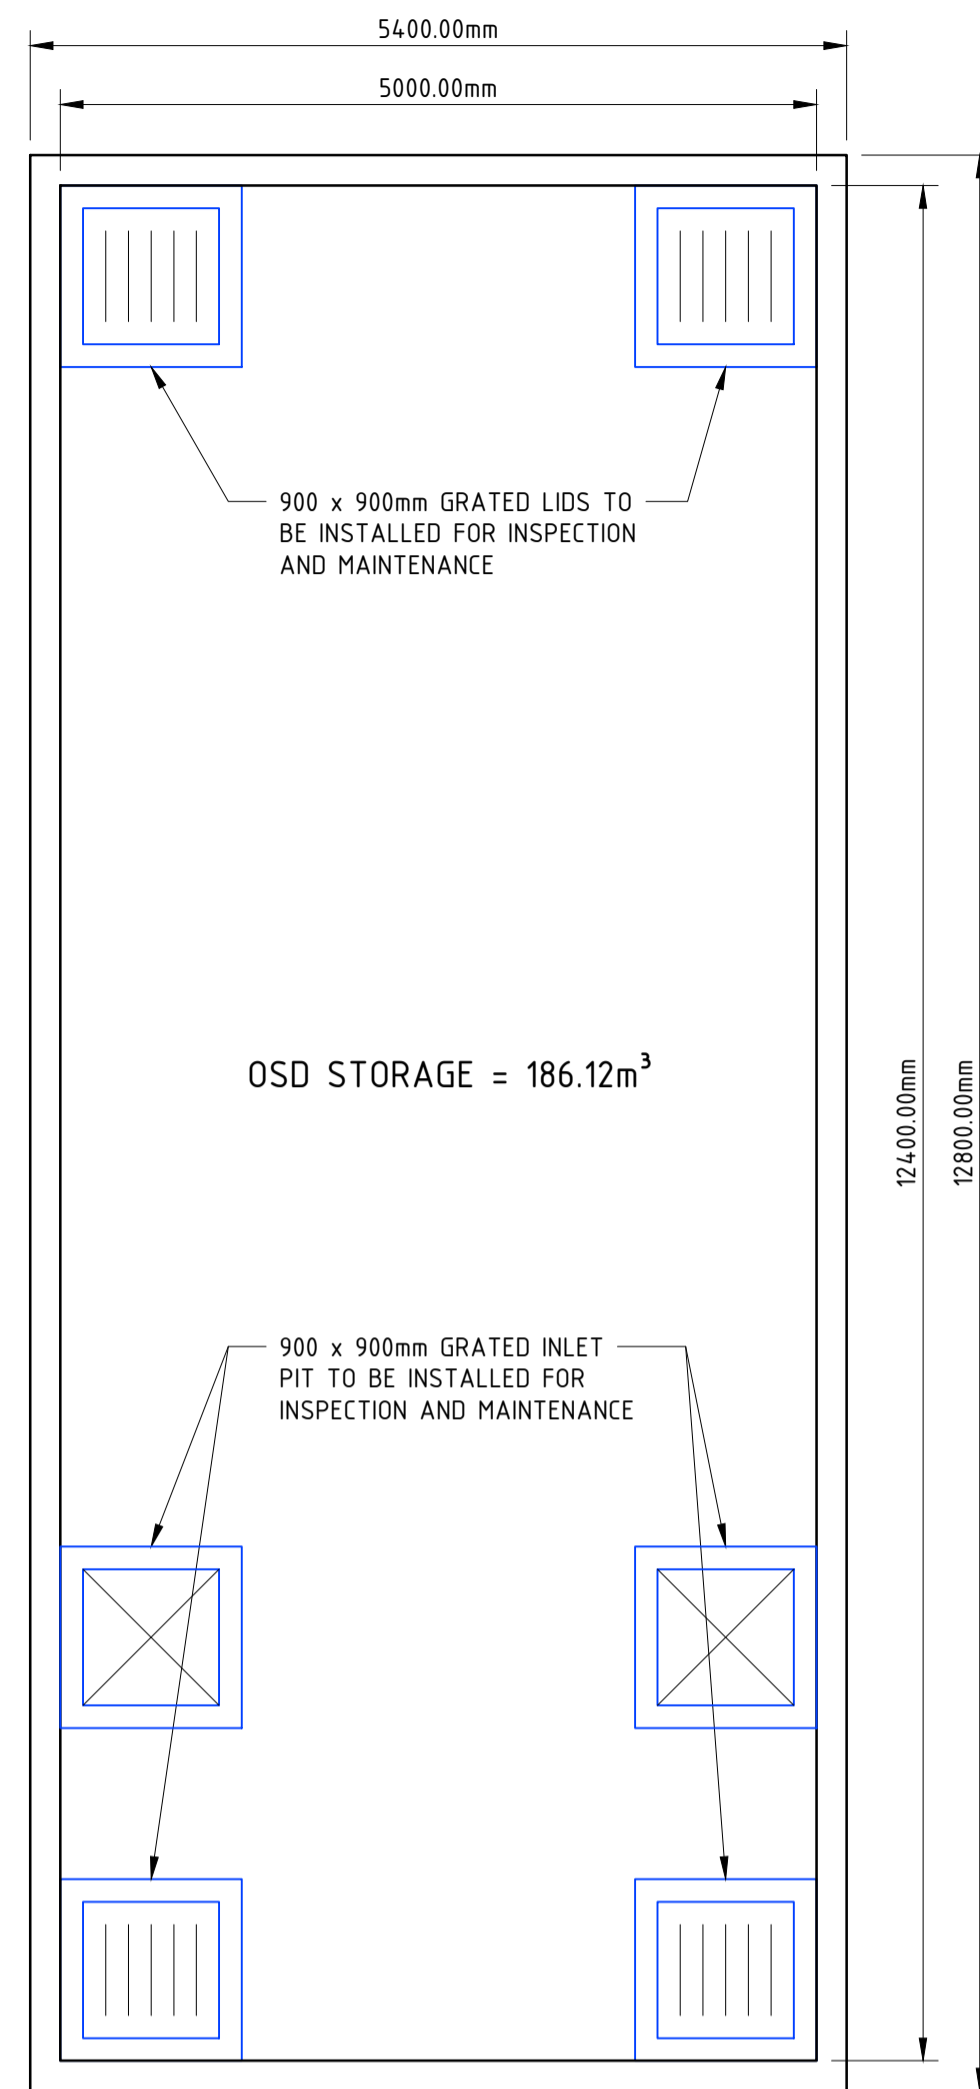 5400.00mm
5000.00mm
900 x 900mm GRATED LIDS TO
BE INSTALLED FOR INSPECTION
AND MAINTENANCE
OSD STORAGE = 186.12m³
12400.00mm
12800.00mm
900 x 900mm GRATED INLET
PIT TO BE INSTALLED FOR
INSPECTION AND MAINTENANCE